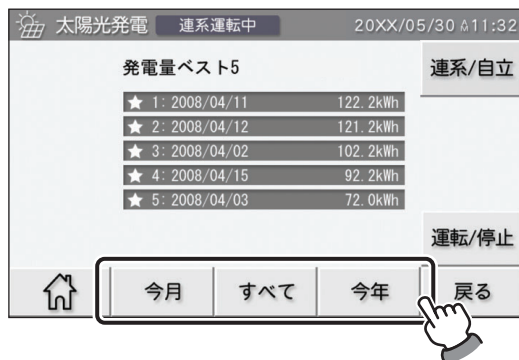 太陽光発電 連系運転中 20XX/05/30 11:32
発電量ベスト5
連系/自立
★ 1: 2008/04/11 122.2kWh
★ 2: 2008/04/12 121.2kWh
★ 3: 2008/04/02 102.2kWh
★ 4: 2008/04/15 92.2kWh
★ 5: 2008/04/03 72.0kWh
運転/停止
今月 すべて 今年 戻る